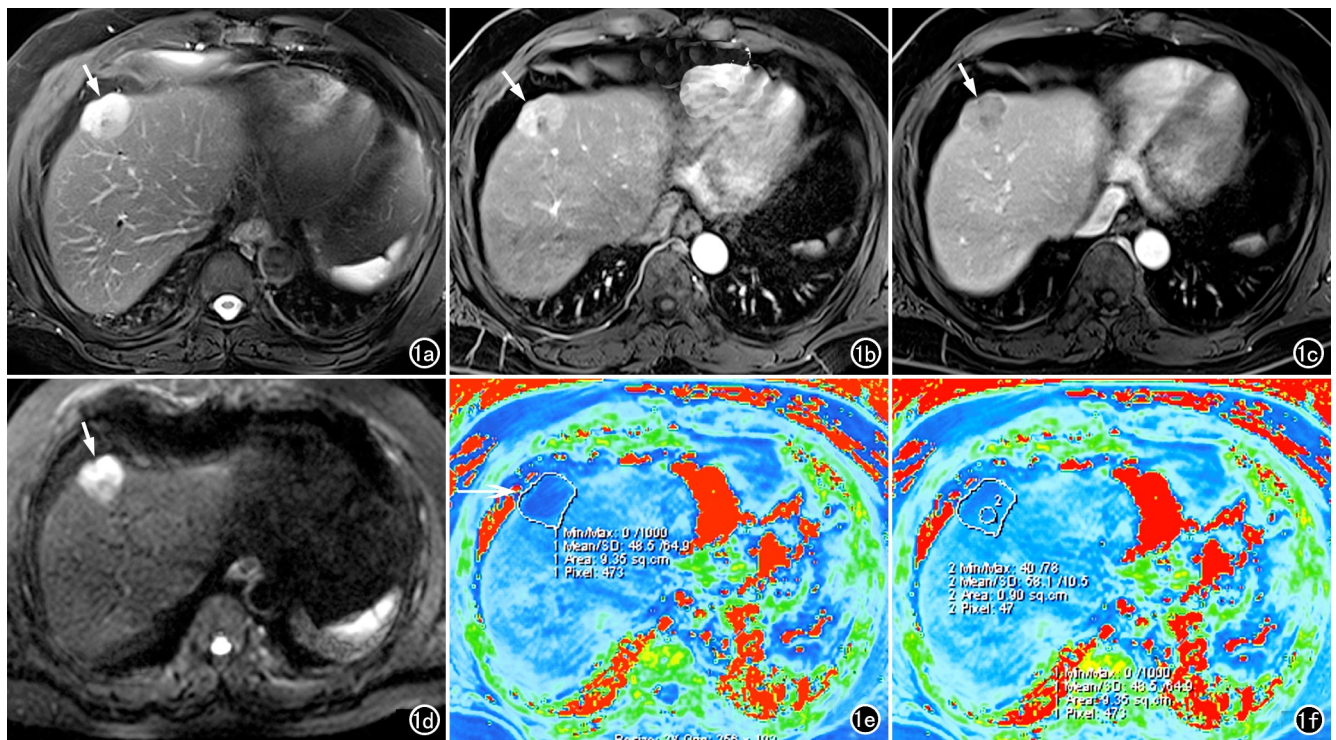 1a
1b
1c
1d
1 Min/Max: 0 /1000
1 Mean/SD: 48.5 /64.9
1 Area: 9.35 sq.cm
1 Pixel: 473
1e
2
2 Min/Max: 40 /78
2 Mean/SD: 58.1 /10.5
2 Area: 0.90 sq.cm
2 Pixel: 47
1 Min/Max: 0 /1000
1 Mean/SD: 48.5 /64.9
1 Area: 9.35 sq.cm
1 Pixel: 473
1f